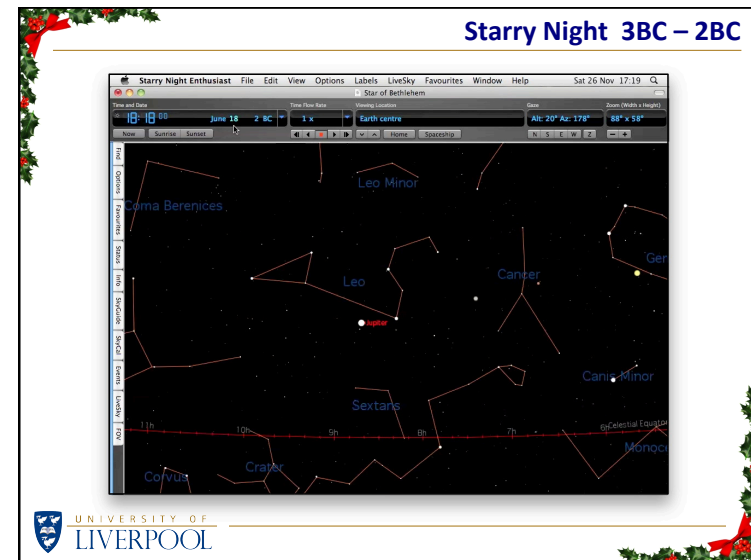 Starry Night 3BC – 2BC
Starry Night Enthusiast File Edit View Options Labels LiveSky Favourites Window Help Sat 26 Nov 17:19
Star of Bethlehem
Time and Date Time Flow Rate Viewing Location Gaze Zoom (Width x Height)
18:18 00 June 18 2 BC 1 x Earth centre Alt: 20° Az: 178° 88° x 58°
Now Sunrise Sunset Home Spaceship N S E W Z
Find
Options
Favourites
Status
Info
SkyGuide
SkyCal
Events
LiveSky
FOV
Leo Minor
Coma Berenices
Ger
Leo
Cancer
Jupiter
Canis Minor
Sextans
11h 10h 9h 8h 7h 6h Celestial Equator
Monoc
Crater
Corvus
UNIVERSITY OF
LIVERPOOL